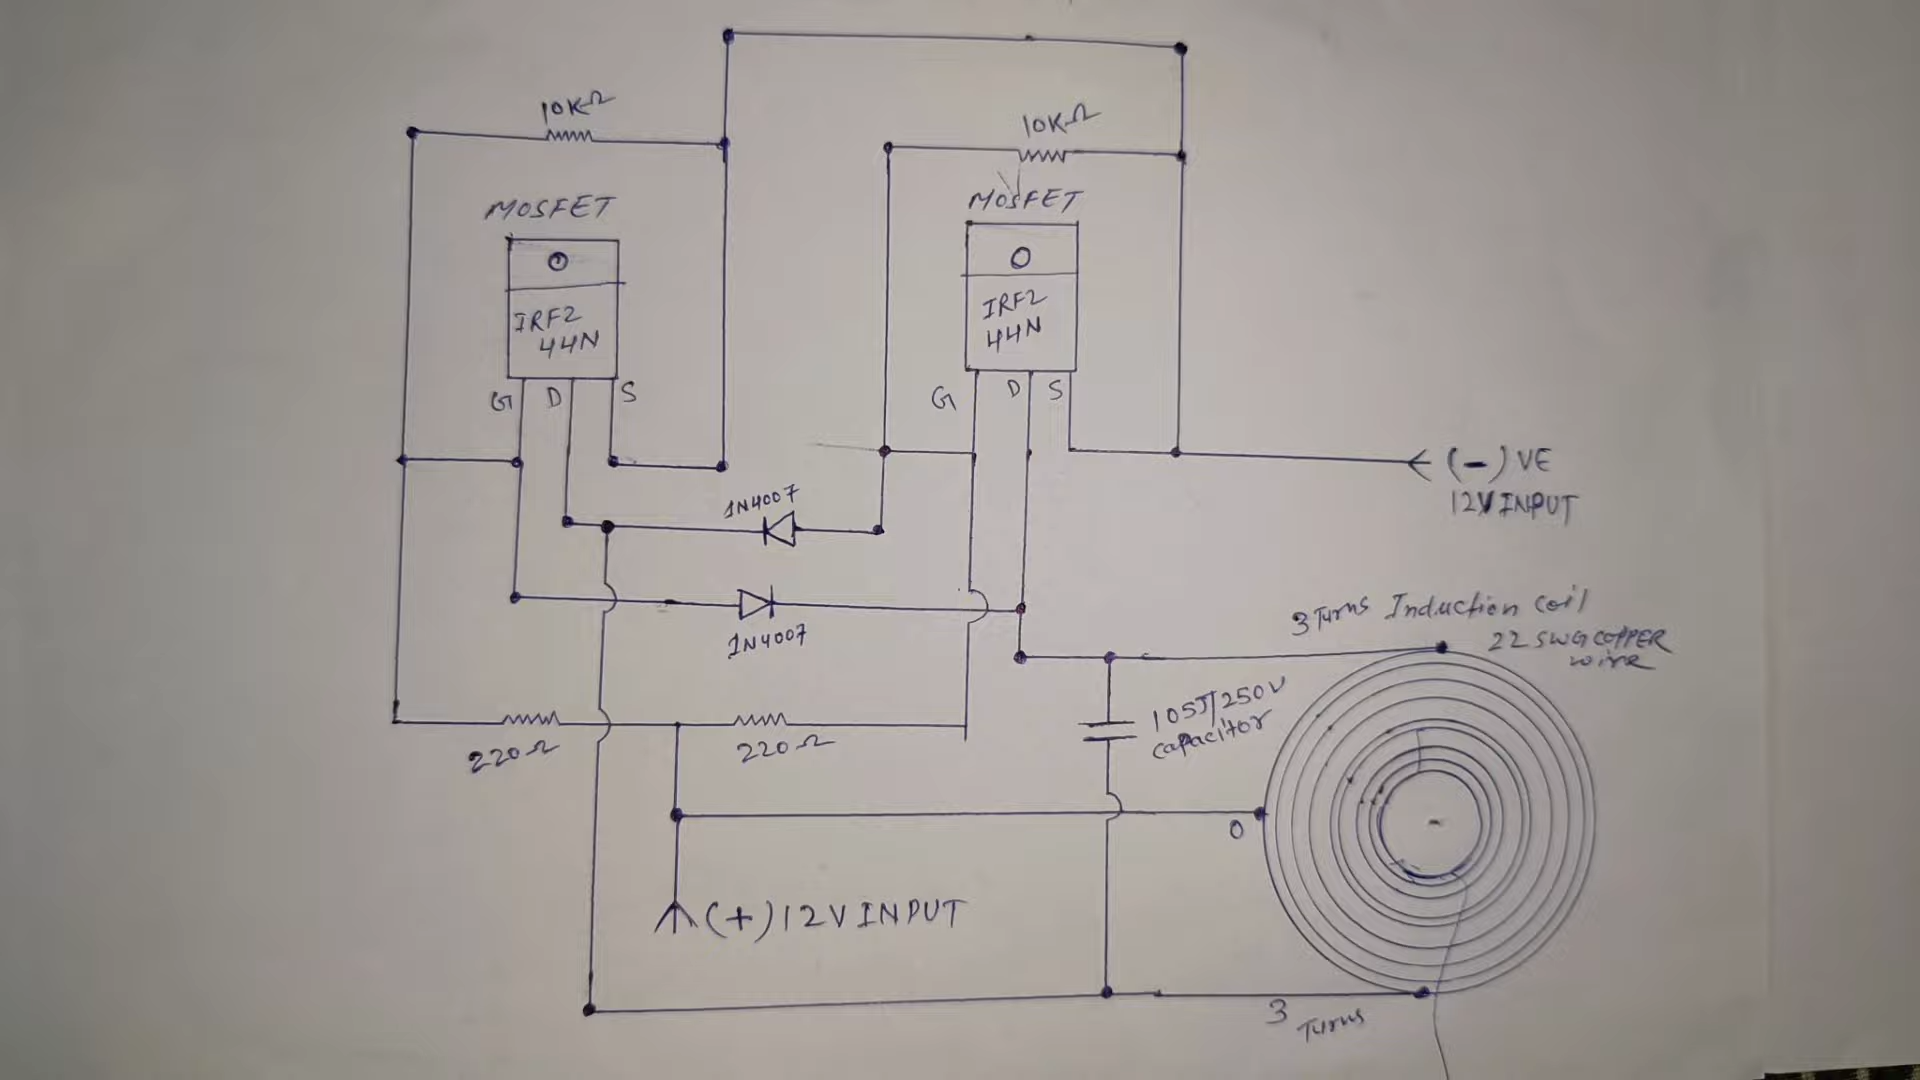 10KΩ
10KΩ
MOSFET
MOSFET
IRF2
44N
IRF2
44N
G D S
G D S
1N4007
(-) VE
12V INPUT
1N4007
3 Turns Induction coil
22 SWG COPPER
wire
105J/250V
capacitor
220Ω
220Ω
0
(+) 12V INPUT
3 Turns